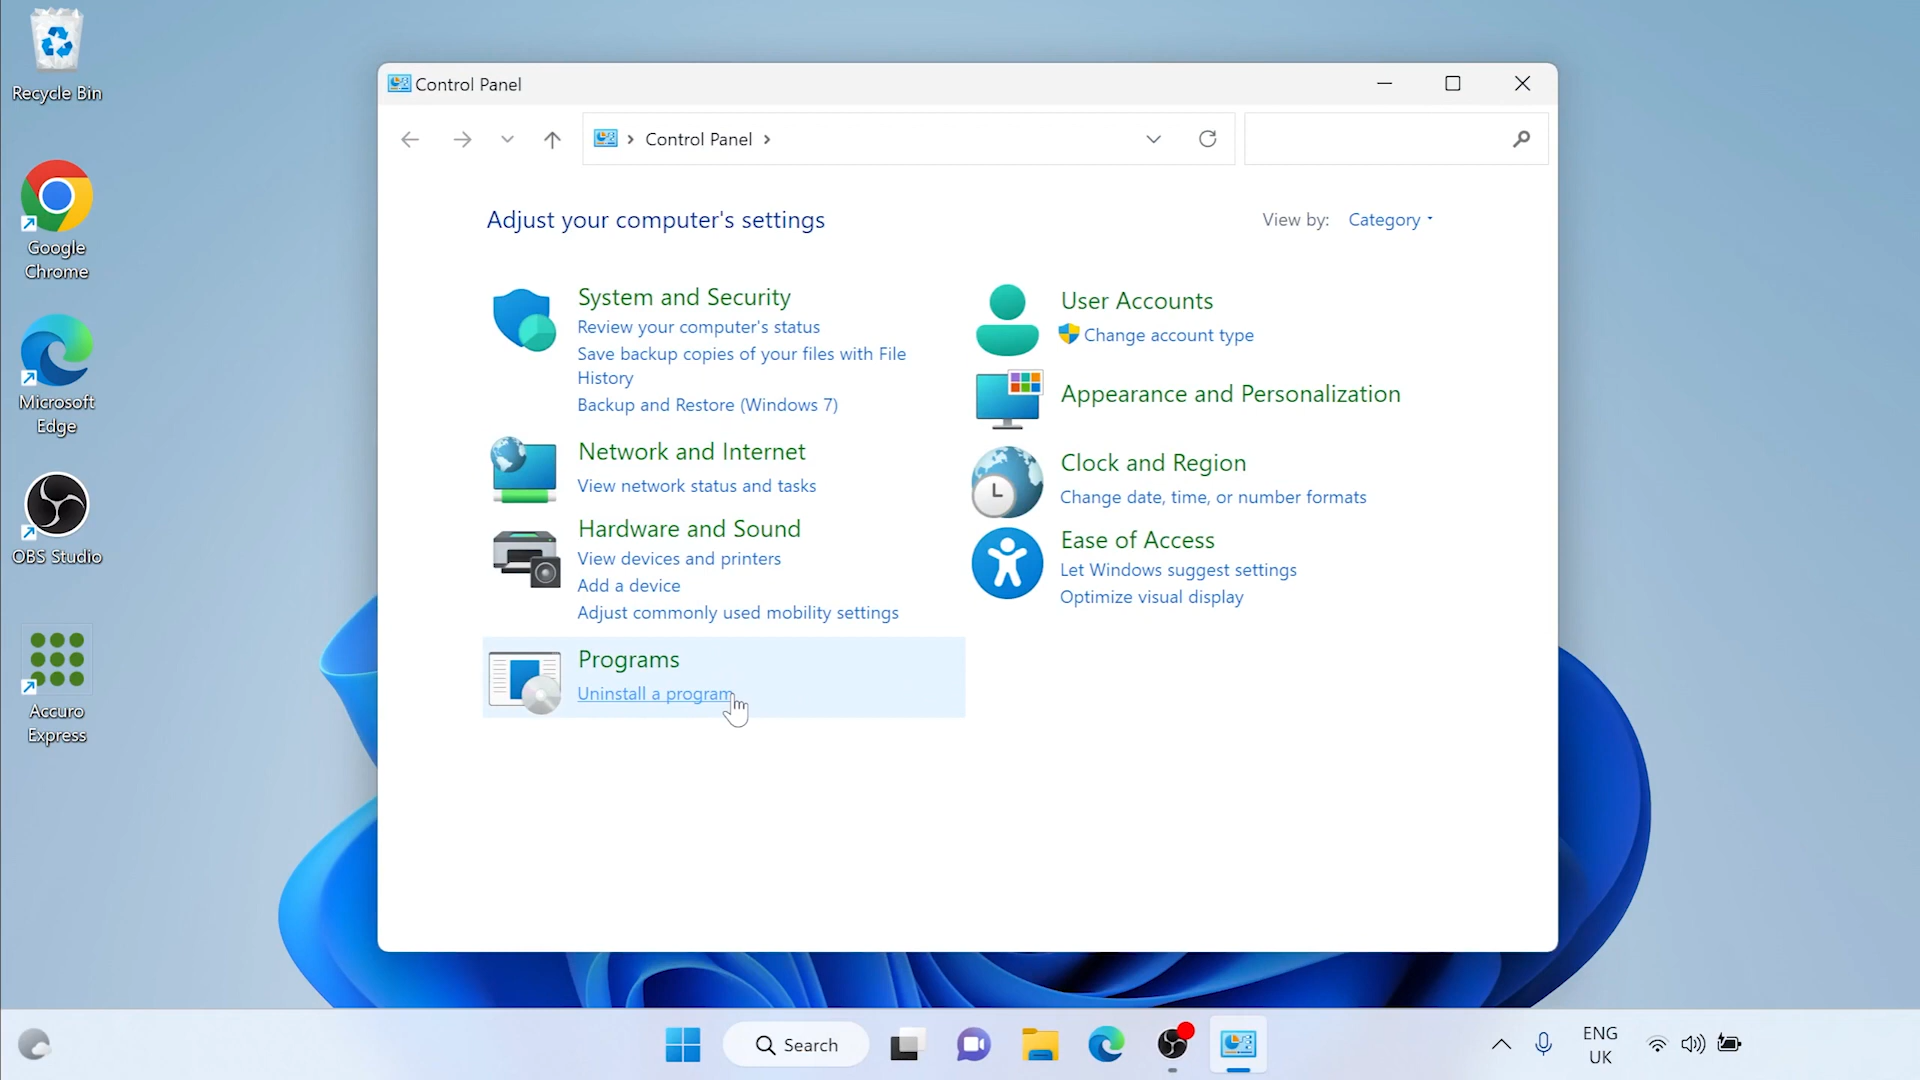 Recycle Bin
Google
Chrome
Microsoft
Edge
OBS Studio
Accuro
Express
Control Panel
Control Panel
Adjust your computer's settings
View by: Category
System and Security
Review your computer's status
Save backup copies of your files with File
History
Backup and Restore (Windows 7)
Network and Internet
View network status and tasks
Hardware and Sound
View devices and printers
Add a device
Adjust commonly used mobility settings
Programs
Uninstall a program
User Accounts
Change account type
Appearance and Personalization
Clock and Region
Change date, time, or number formats
Ease of Access
Let Windows suggest settings
Optimize visual display
Search
ENG
UK